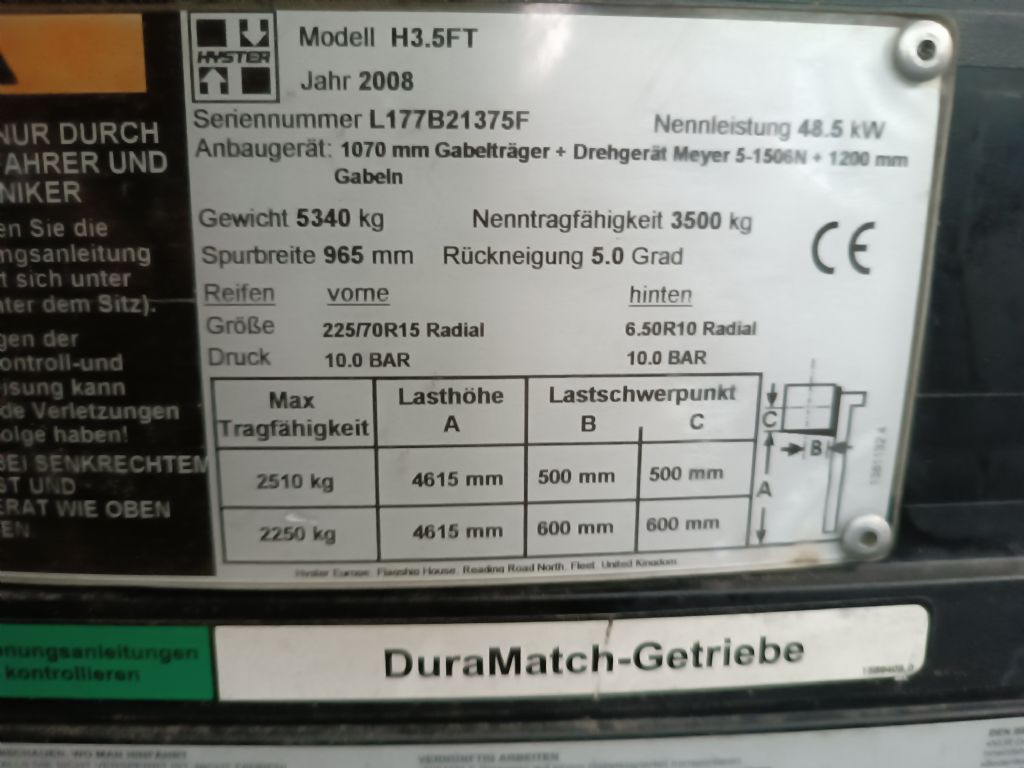 HYSTER
Modell H3.5FT
Jahr 2008
Seriennummer L177B21375F
Nennleistung 48.5 kW
Anbaugerät: 1070 mm Gabelträger + Drehgerät Meyer 5-1506N + 1200 mm
Gabeln
Gewicht 5340 kg Nenntragfähigkeit 3500 kg
CE
Spurbreite 965 mm Rückneigung 5.0 Grad
Reifen vorne hinten
Größe 225/70R15 Radial 6.50R10 Radial
Druck 10.0 BAR 10.0 BAR
Max Lasthöhe Lastschwerpunkt
Tragfähigkeit A B C
2510 kg 4615 mm 500 mm 500 mm
2250 kg 4615 mm 600 mm 600 mm
C
B
A
Hyster Europe, Flagship House, Reading Road North, Fleet, United Kingdom
NUR DURCH
AHRER UND
NIKER
en Sie die
ngsanleitung
t sich unter
ter dem Sitz).
gen der
ontroll-und
isung kann
de Verletzungen
olge haben!
BEI SENKRECHTEM
ST UND
ERÄT WIE OBEN
EN
enungsanleitungen
kontrollieren
DuraMatch-Getriebe
VERNÜNFTIG ARBEITEN